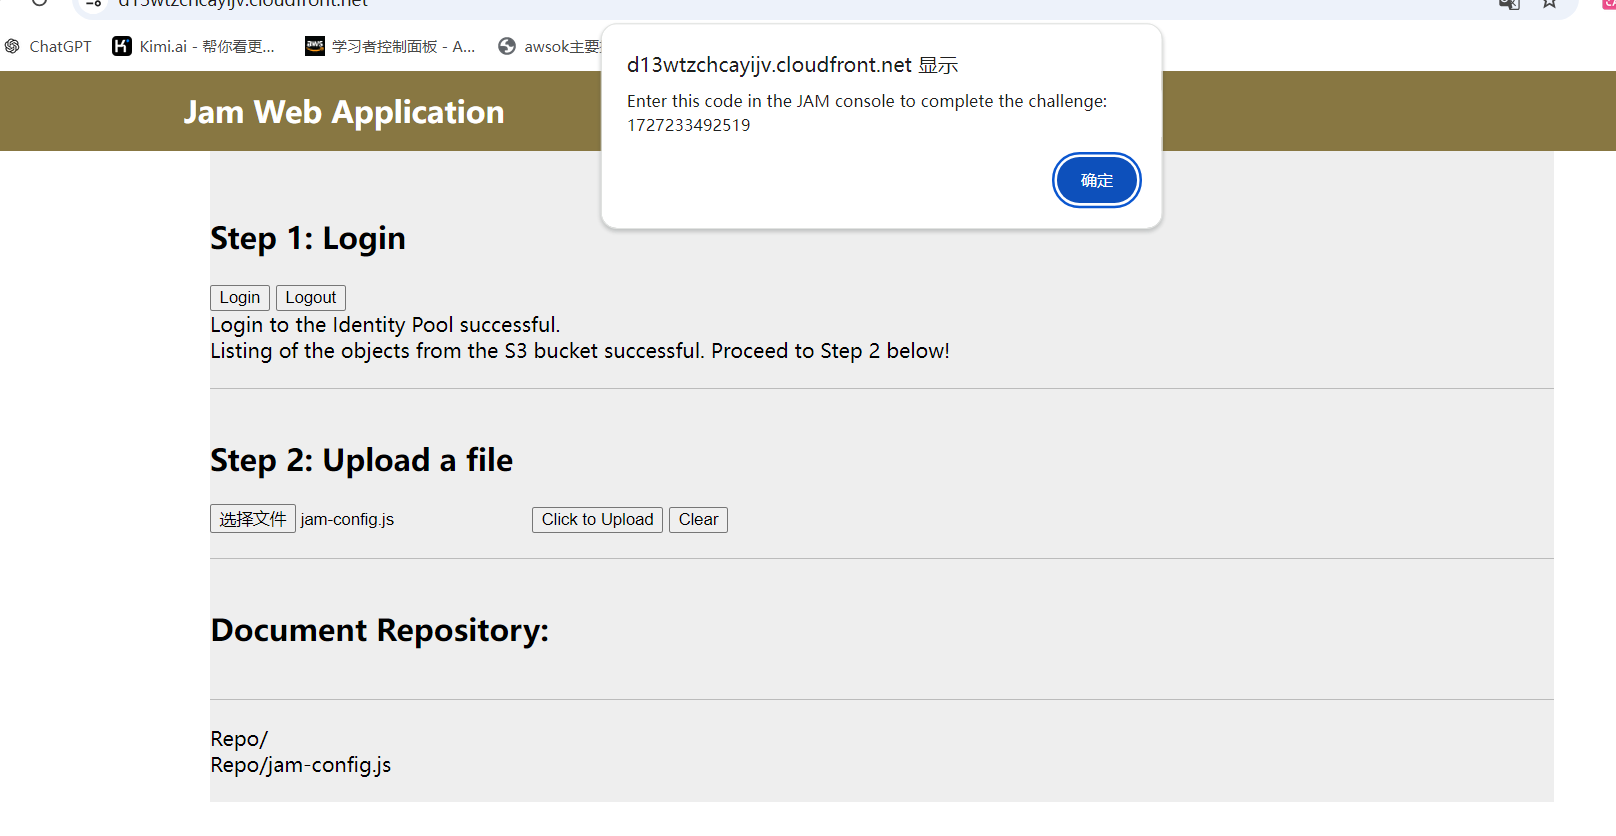 d13wtzchcayijv.cloudfront.net
ChatGPT
Kimi.ai - 帮你看更...
aws 学习者控制面板 - A...
awsok主要
d13wtzchcayijv.cloudfront.net 显示
Enter this code in the JAM console to complete the challenge:
1727233492519
确定
Jam Web Application
Step 1: Login
Login Logout
Login to the Identity Pool successful.
Listing of the objects from the S3 bucket successful. Proceed to Step 2 below!
Step 2: Upload a file
选择文件 jam-config.js Click to Upload Clear
Document Repository:
Repo/
Repo/jam-config.js